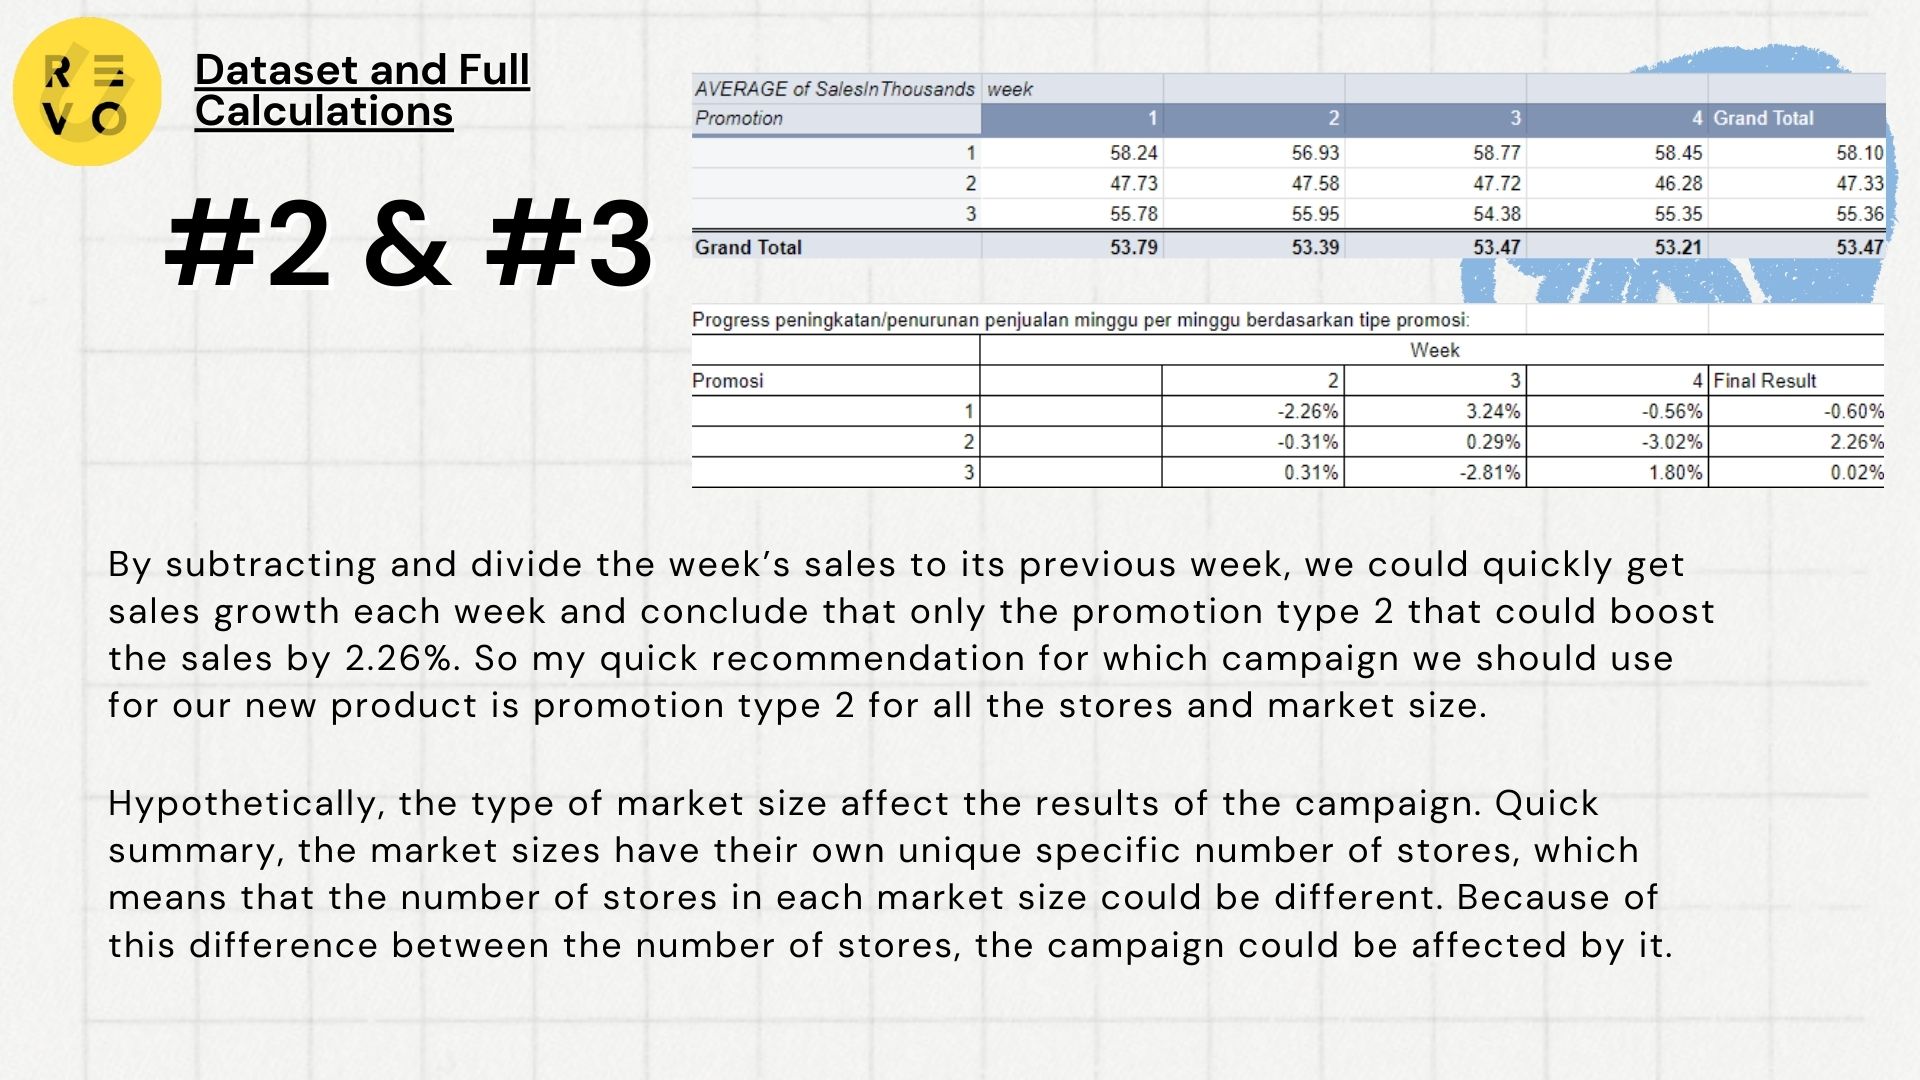 RE
VO
Dataset and Full
Calculations
#2 & #3
AVERAGE of SalesInThousands week
Promotion 1 2 3 4 Grand Total
1 58.24 56.93 58.77 58.45 58.10
2 47.73 47.58 47.72 46.28 47.33
3 55.78 55.95 54.38 55.35 55.36
Grand Total 53.79 53.39 53.47 53.21 53.47
Progress peningkatan/penurunan penjualan minggu per minggu berdasarkan tipe promosi:
Week
Promosi 2 3 4 Final Result
1 -2.26% 3.24% -0.56% -0.60%
2 -0.31% 0.29% -3.02% 2.26%
3 0.31% -2.81% 1.80% 0.02%
By subtracting and divide the week’s sales to its previous week, we could quickly get
sales growth each week and conclude that only the promotion type 2 that could boost
the sales by 2.26%. So my quick recommendation for which campaign we should use
for our new product is promotion type 2 for all the stores and market size.
Hypothetically, the type of market size affect the results of the campaign. Quick
summary, the market sizes have their own unique specific number of stores, which
means that the number of stores in each market size could be different. Because of
this difference between the number of stores, the campaign could be affected by it.